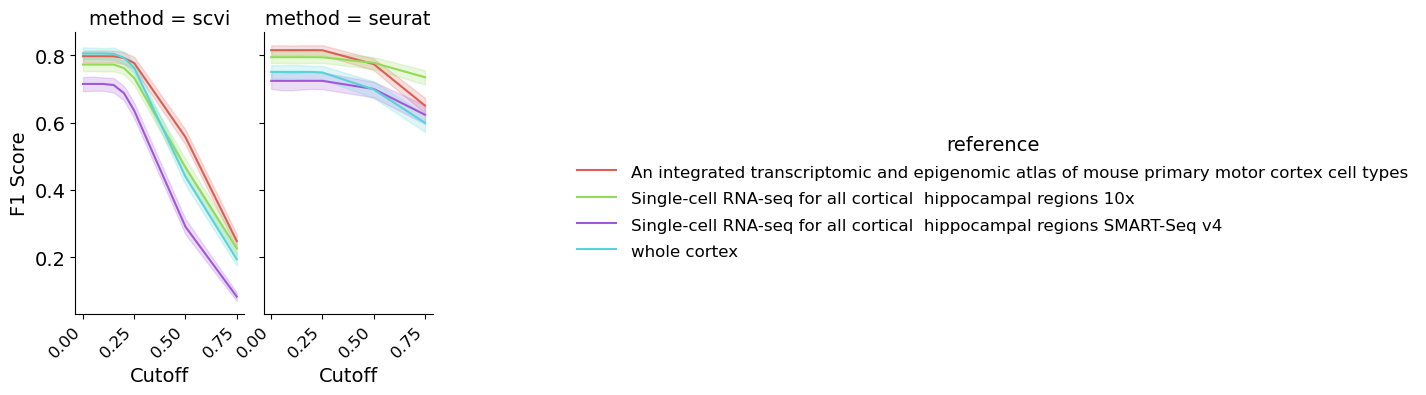 method = scvi
method = seurat
F1 Score
0.8
0.6
0.4
0.2
0.00
0.25
0.50
0.75
0.00
0.25
0.50
0.75
Cutoff
Cutoff
reference
An integrated transcriptomic and epigenomic atlas of mouse primary motor cortex cell types
Single-cell RNA-seq for all cortical  hippocampal regions 10x
Single-cell RNA-seq for all cortical  hippocampal regions SMART-Seq v4
whole cortex